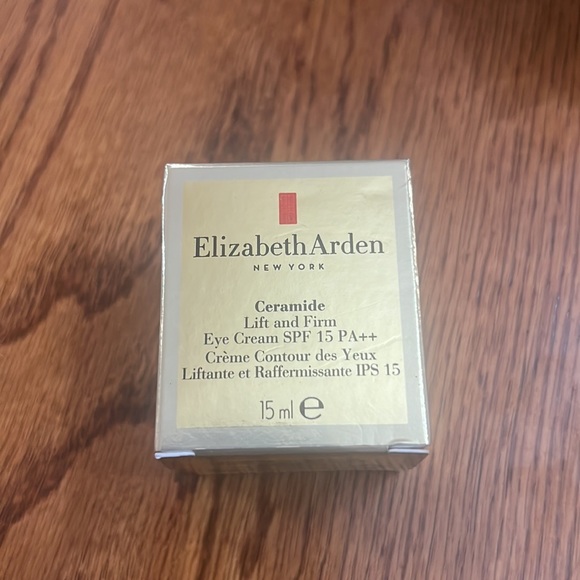 ElizabethArden
NEW YORK
Ceramide
Lift and Firm
Eye Cream SPF 15 PA++
Crème Contour des Yeux
Liftante et Raffermissante IPS 15
15 ml ℮